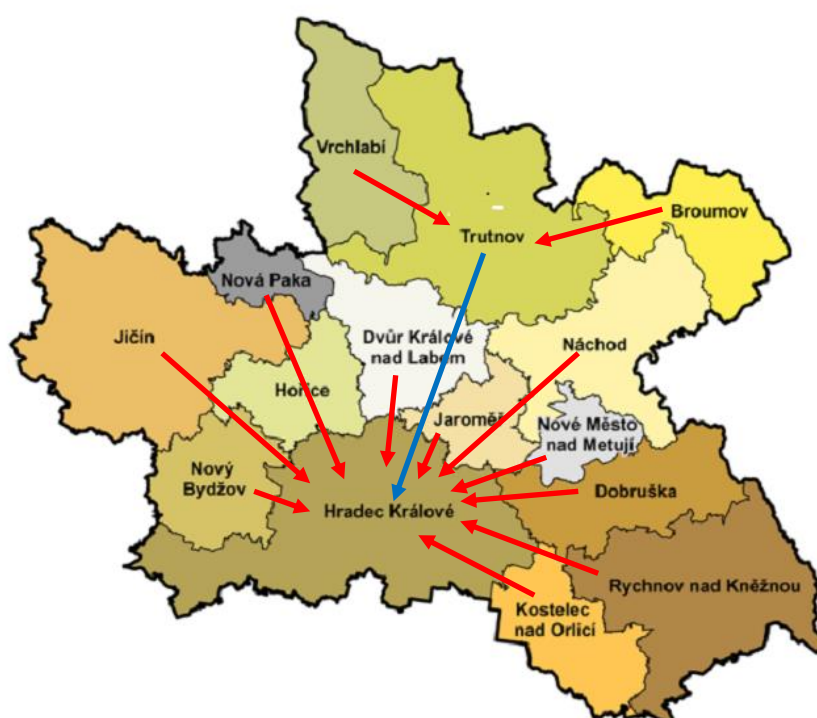 Vrchlabí
Broumov
Trutnov
Nová Paka
Jičín
Dvůr Králové
nad Labem
Náchod
Hořice
Jaroměř
Nové Město
nad Metují
Nový
Bydžov
Dobruška
Hradec Králové
Rychnov nad Kněžnou
Kostelec
nad Orlicí